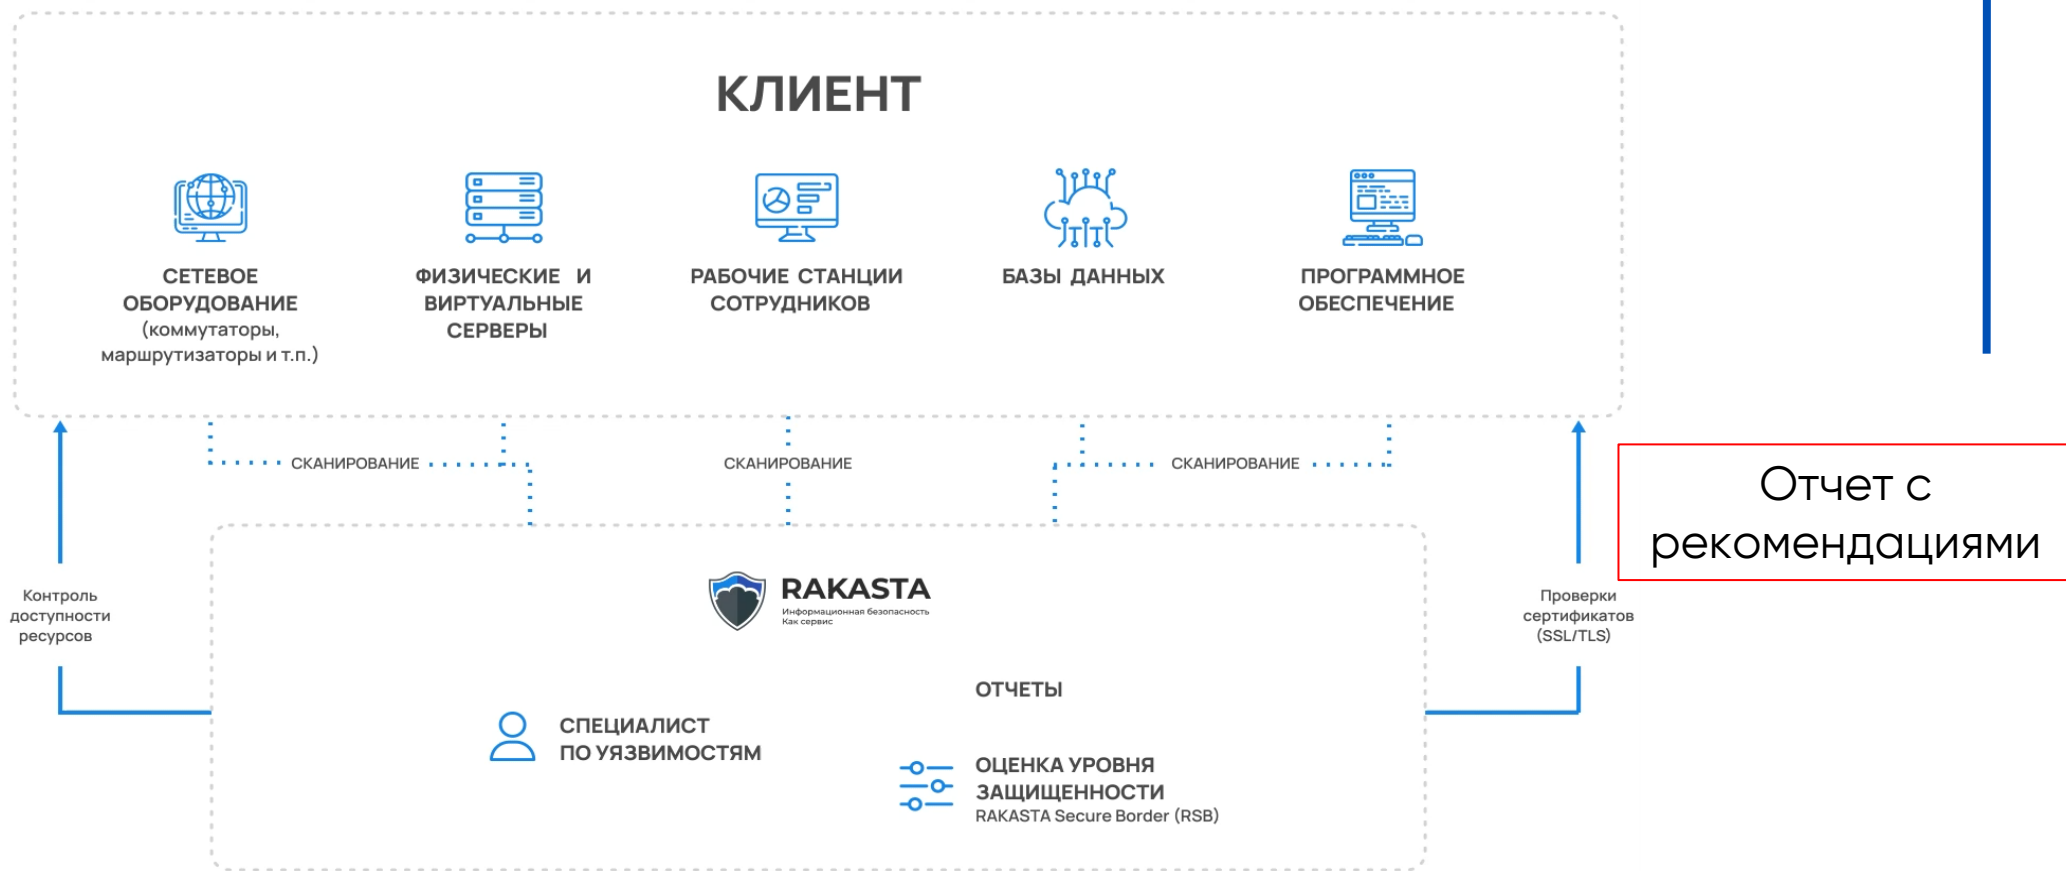 КЛИЕНТ
СЕТЕВОЕ
ОБОРУДОВАНИЕ
(коммутаторы,
маршрутизаторы и т.п.)
ФИЗИЧЕСКИЕ И
ВИРТУАЛЬНЫЕ
СЕРВЕРЫ
РАБОЧИЕ СТАНЦИИ
СОТРУДНИКОВ
БАЗЫ ДАННЫХ
ПРОГРАММНОЕ
ОБЕСПЕЧЕНИЕ
СКАНИРОВАНИЕ
СКАНИРОВАНИЕ
СКАНИРОВАНИЕ
Отчет с
рекомендациями
Контроль
доступности
ресурсов
RAKASTA
Информационная безопасность
Как сервис
Проверки
сертификатов
(SSL/TLS)
СПЕЦИАЛИСТ
ПО УЯЗВИМОСТЯМ
ОТЧЕТЫ
ОЦЕНКА УРОВНЯ
ЗАЩИЩЕННОСТИ
RAKASTA Secure Border (RSB)